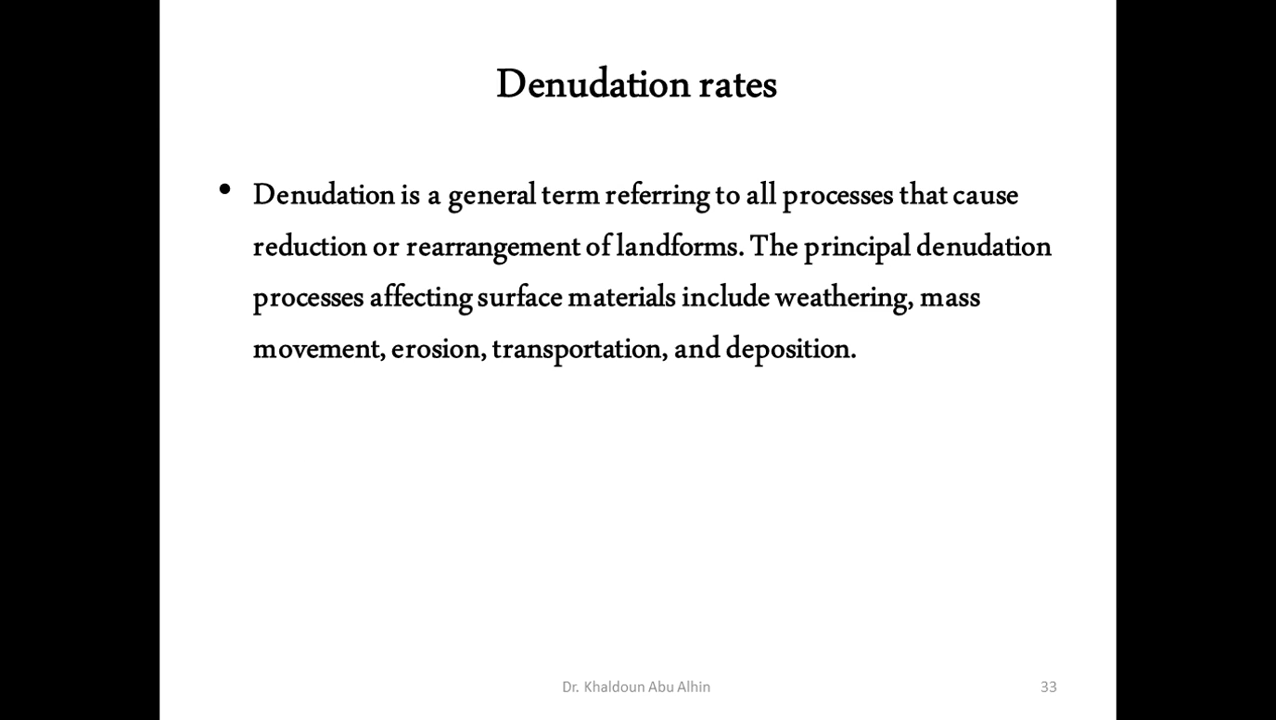 Denudation rates
• Denudation is a general term referring to all processes that cause
reduction or rearrangement of landforms. The principal denudation
processes affecting surface materials include weathering, mass
movement, erosion, transportation, and deposition.
Dr. Khaldoun Abu Alhin
33